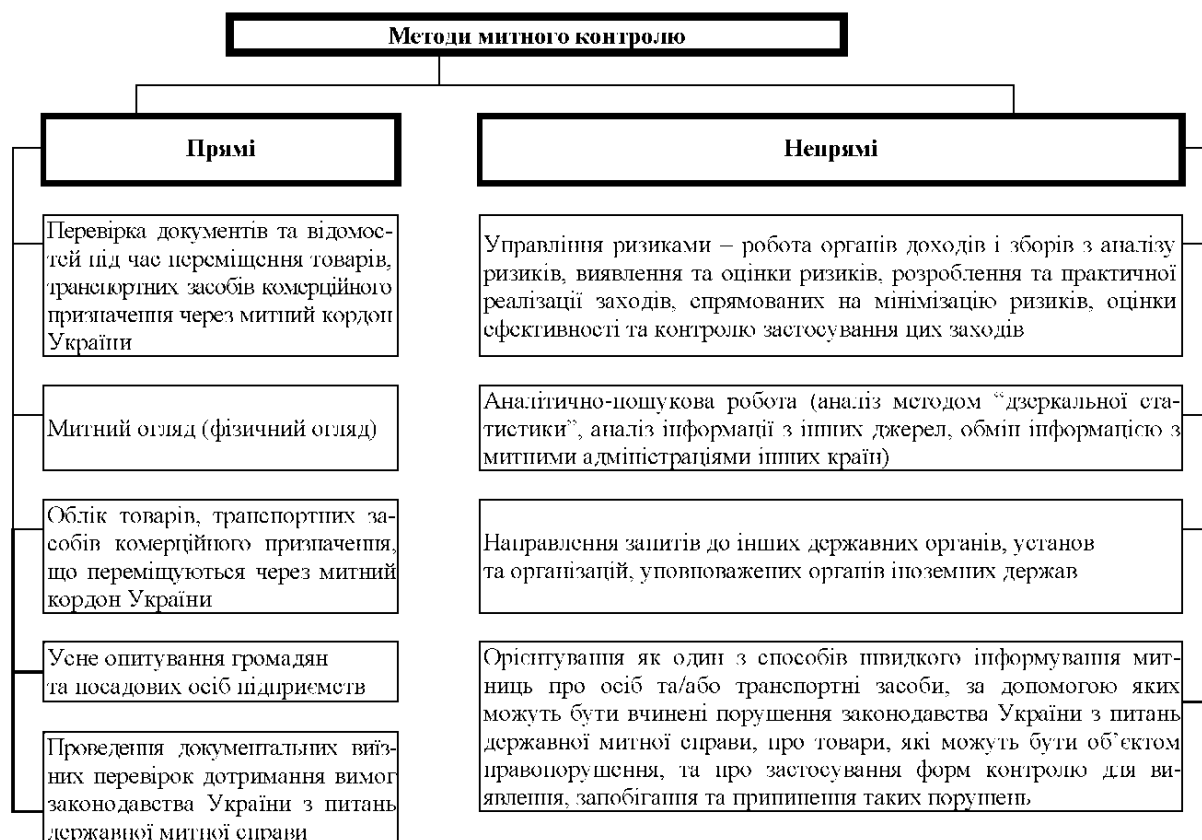 Методи митного контролю
Прямі
Перевірка документів та відомос-
тей під час переміщення товарів,
транспортних засобів комерційного
призначення через митний кордон
України
Митний огляд (фізичний огляд)
Облік товарів, транспортних за-
собів комерційного призначення,
що переміщуються через митний
кордон України
Усне опитування громадян
та посадових осіб підприємств
Проведення документальних виїз-
них перевірок дотримання вимог
законодавства України з питань
державної митної справи
Непрямі
Управління ризиками – робота органів доходів і зборів з аналізу
ризиків, виявлення та оцінки ризиків, розроблення та практичної
реалізації заходів, спрямованих на мінімізацію ризиків, оцінки
ефективності та контролю застосування цих заходів
Аналітично-пошукова робота (аналіз методом “дзеркальної ста-
тистики”, аналіз інформації з інших джерел, обмін інформацією з
митними адміністраціями інших країн)
Направлення запитів до інших державних органів, установ
та організацій, уповноважених органів іноземних держав
Орієнтування як один з способів швидкого інформування мит-
ниць про осіб та/або транспортні засоби, за допомогою яких
можуть бути вчинені порушення законодавства України з питань
державної митної справи, про товари, які можуть бути об’єктом
правопорушення, та про застосування форм контролю для ви-
явлення, запобігання та припинення таких порушень